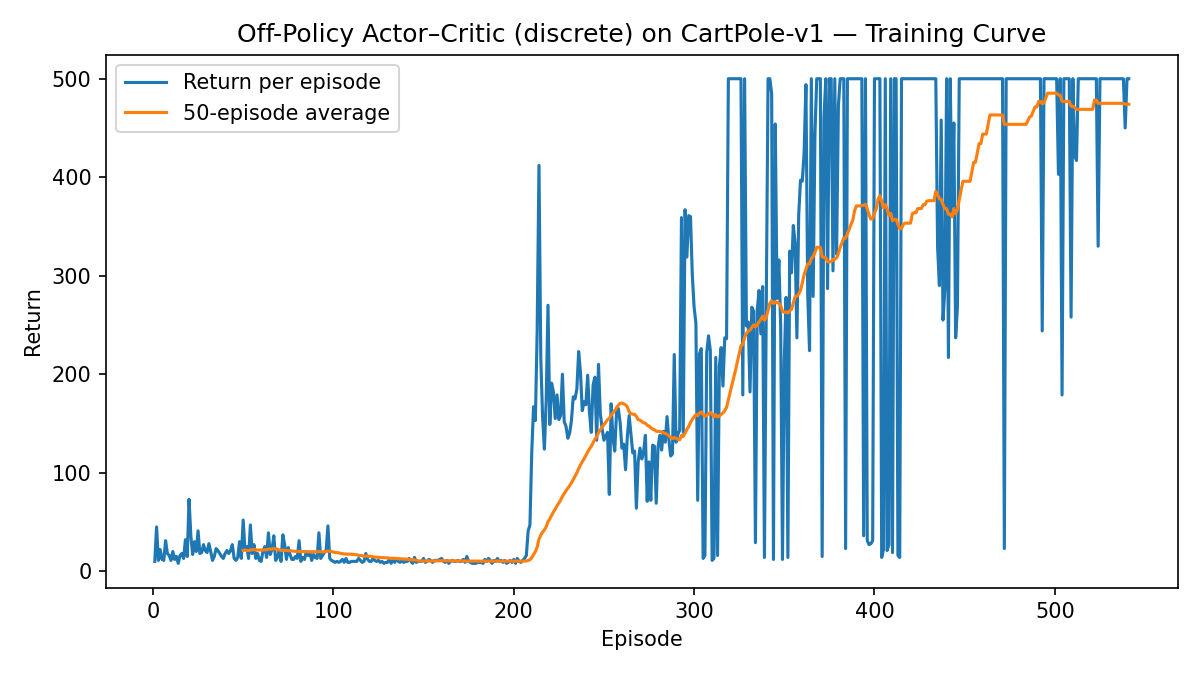 Off-Policy Actor–Critic (discrete) on CartPole-v1 — Training Curve
Return per episode
50-episode average
500
400
300
200
100
0
Return
0 100 200 300 400 500
Episode